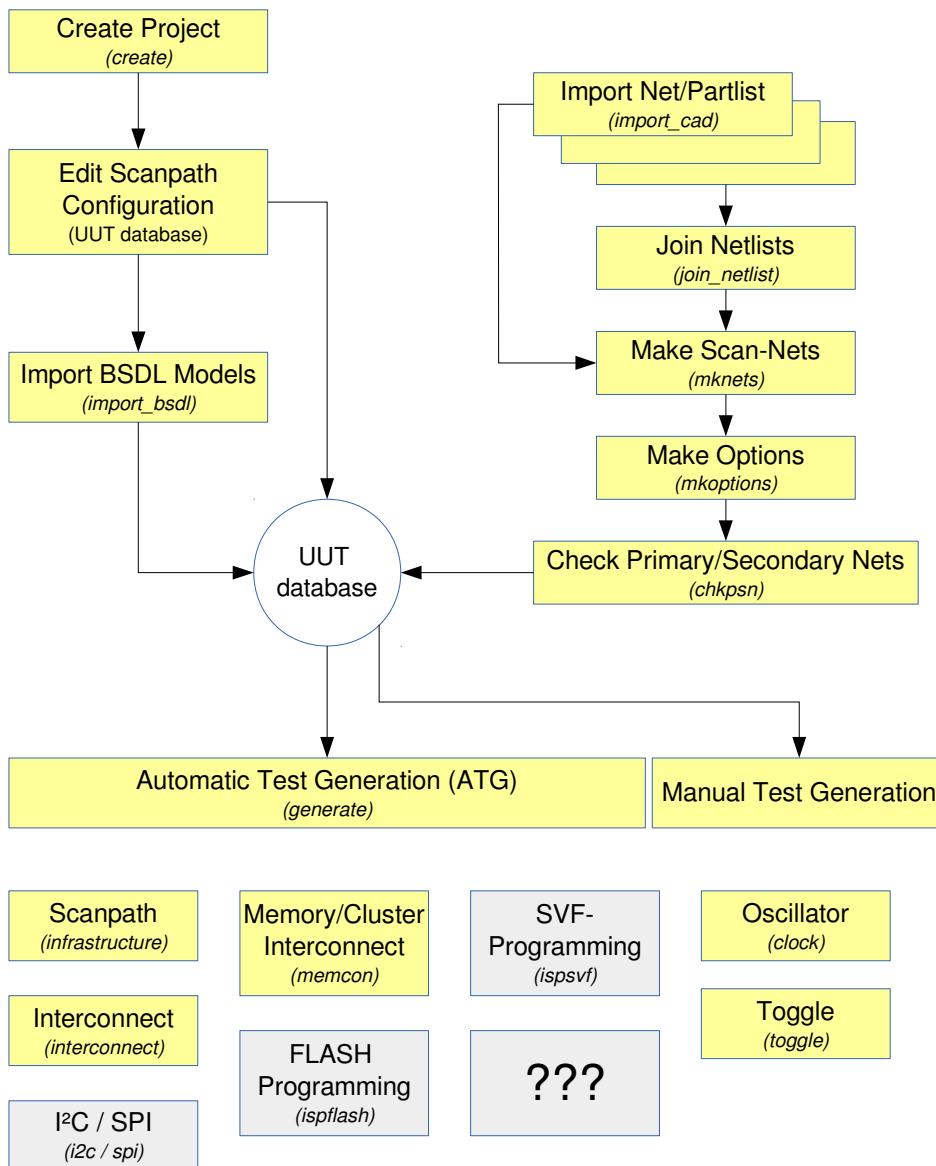 Create Project
(create)
Import Net/Partlist
(import_cad)
Edit Scanpath
Configuration
(UUT database)
Join Netlists
(join_netlist)
Import BSDL Models
(import_bsdl)
Make Scan-Nets
(mknets)
Make Options
(mkoptions)
UUT
database
Check Primary/Secondary Nets
(chkpsn)
Automatic Test Generation (ATG)
(generate)
Manual Test Generation
Scanpath
(infrastructure)
Memory/Cluster
Interconnect
(memcon)
SVF-
Programming
(ispsvf)
Oscillator
(clock)
Interconnect
(interconnect)
FLASH
Programming
(ispflash)
???
Toggle
(toggle)
I²C / SPI
(i2c / spi)